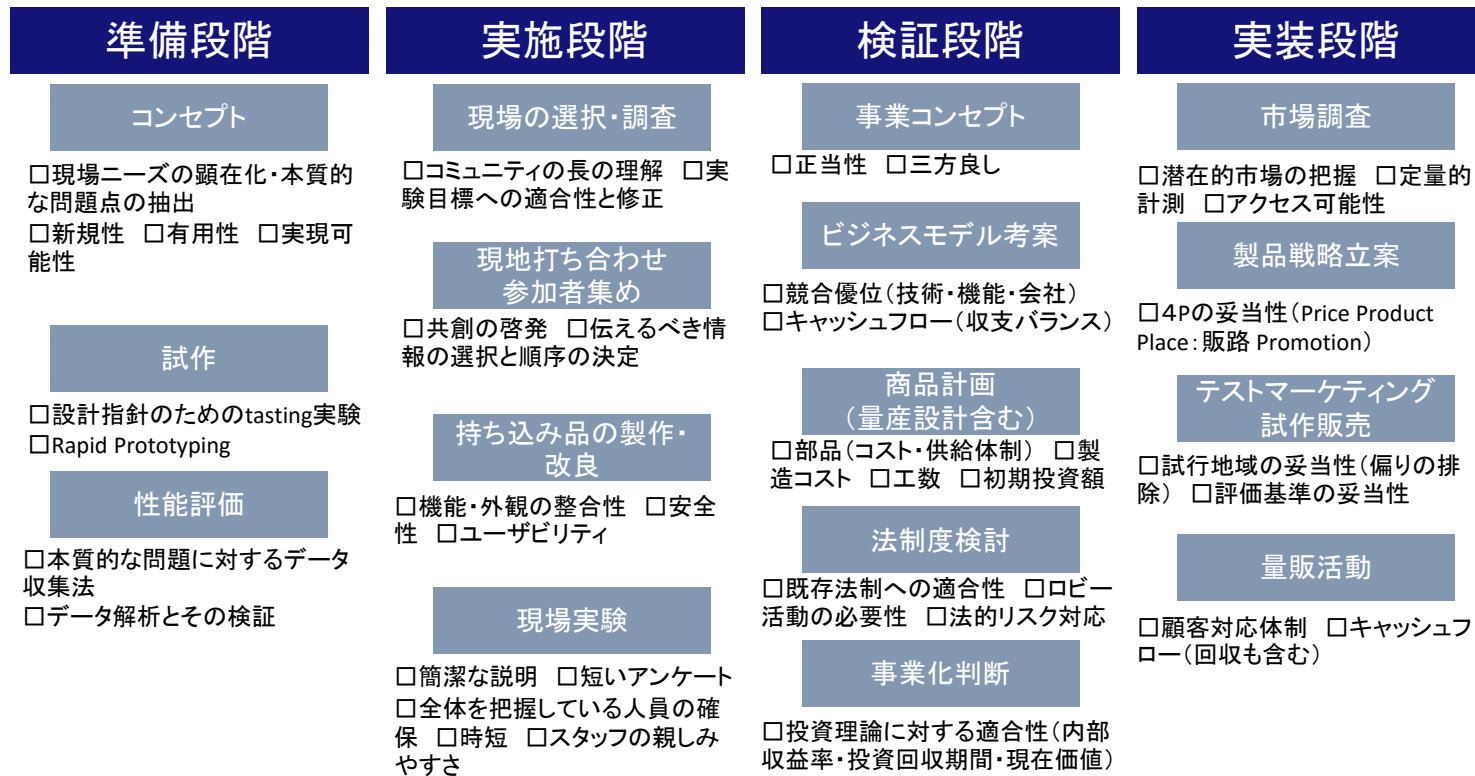 準備段階
コンセプト
□現場ニーズの顕在化・本質的
な問題点の抽出
□新規性　□有用性　□実現可
能性
試作
□設計指針のためのtasting実験
□Rapid Prototyping
性能評価
□本質的な問題に対するデータ
収集法
□データ解析とその検証
実施段階
現場の選択・調査
□コミュニティの長の理解　□実
験目標への適合性と修正
現地打ち合わせ
参加者集め
□共創の啓発　□伝えるべき情
報の選択と順序の決定
持ち込み品の製作・
改良
□機能・外観の整合性　□安全
性　□ユーザビリティ
現場実験
□簡潔な説明　□短いアンケート
□全体を把握している人員の確
保　□時短　□スタッフの親しみ
やすさ
検証段階
事業コンセプト
□正当性　□三方良し
ビジネスモデル考案
□競合優位（技術・機能・会社）
□キャッシュフロー（収支バランス）
商品計画
（量産設計含む）
□部品（コスト・供給体制）　□製
造コスト　□工数　□初期投資額
法制度検討
□既存法制への適合性　□ロビー
活動の必要性　□法的リスク対応
事業化判断
□投資理論に対する適合性（内部
収益率・投資回収期間・現在価値）
実装段階
市場調査
□潜在的市場の把握　□定量的
計測　□アクセス可能性
製品戦略立案
□４Pの妥当性（Price Product
Place：販路 Promotion）
テストマーケティング
試作販売
□試行地域の妥当性（偏りの排
除）　□評価基準の妥当性
量販活動
□顧客対応体制　□キャッシュフ
ロー（回収も含む）